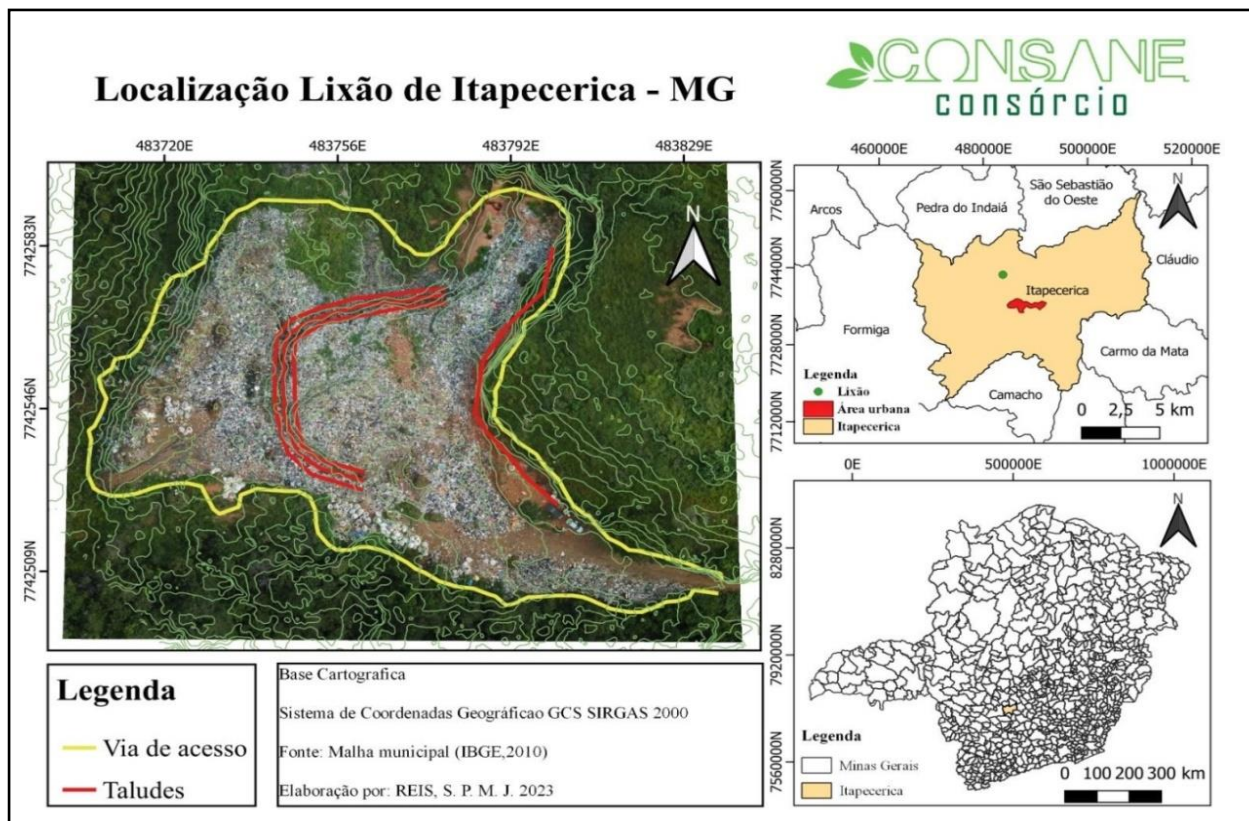 CONSANE
consórcio
Localização Lixão de Itapecerica - MG
483720E 483756E 483792E 483829E
7742583N
7742546N
7742509N
N
Legenda
Via de acesso
Taludes
Base Cartografica
Sistema de Coordenadas Geográficao GCS SIRGAS 2000
Fonte: Malha municipal (IBGE,2010)
Elaboração por: REIS, S. P. M. J. 2023
460000E 480000E 500000E 520000E
7760000N
7744000N
7728000N
7712000N
N
Arcos
Pedra do Indaiá
São Sebastião
do Oeste
Cláudio
Itapecerica
Formiga
Carmo da Mata
Camacho
Legenda
Lixão
Área urbana
Itapecerica
0 2,5 5 km
0E 500000E 1000000E
8280000N
7920000N
7560000N
N
Legenda
Minas Gerais
Itapecerica
0 100 200 300 km